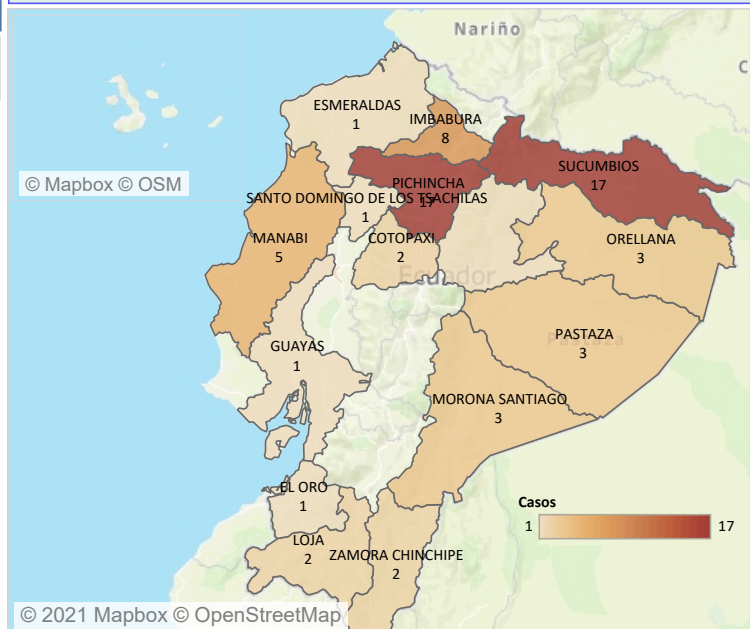 Nariño
C
ESMERALDAS
1
IMBABURA
8
© Mapbox © OSM
SUCUMBIOS
17
PICHINCHA
17
SANTO DOMINGO DE LOS TSACHILAS
1
MANABI
5
COTOPAXI
2
ORELLANA
3
Ecuador
GUAYAS
1
PASTAZA
3
Pastaza
MORONA SANTIAGO
3
EL ORO
1
Casos
1
17
LOJA
2
ZAMORA CHINCHIPE
2
© 2021 Mapbox © OpenStreetMap